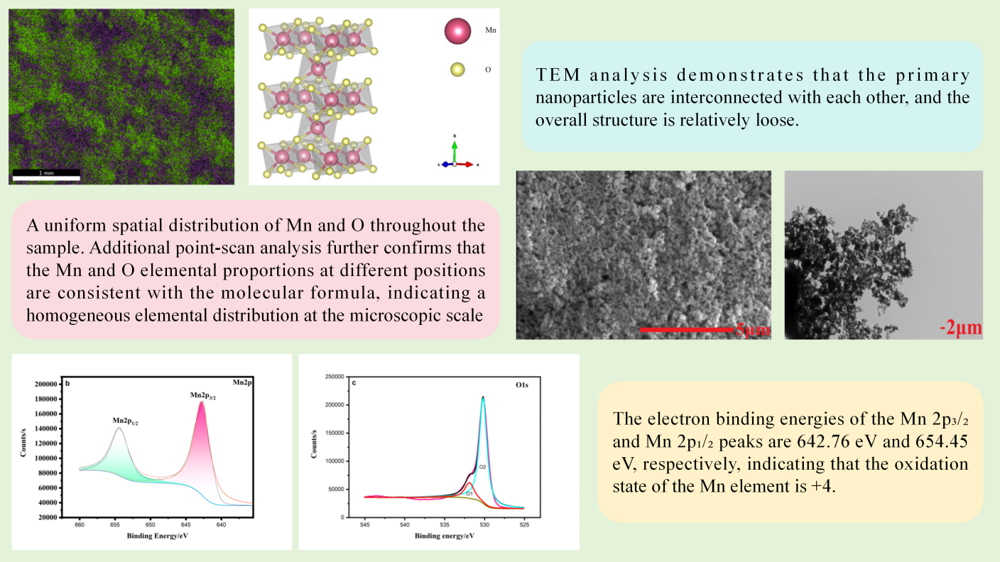 1 mm
Mn
O
b
c
a
TEM analysis demonstrates that the primary
nanoparticles are interconnected with each other, and the
overall structure is relatively loose.
A uniform spatial distribution of Mn and O throughout the
sample. Additional point-scan analysis further confirms that
the Mn and O elemental proportions at different positions
are consistent with the molecular formula, indicating a
homogeneous elemental distribution at the microscopic scale
5μm
-2μm
b
Mn2p
Mn2p3/2
Mn2p1/2
Counts/s
200000
180000
160000
140000
120000
100000
80000
60000
40000
20000
660
655
650
645
640
Binding Energy/eV
c
O1s
Counts/s
250000
200000
150000
100000
50000
0
O2
O1
545
540
535
530
525
Binding energy/eV
The electron binding energies of the Mn 2p₃/₂
and Mn 2p₁/₂ peaks are 642.76 eV and 654.45
eV, respectively, indicating that the oxidation
state of the Mn element is +4.